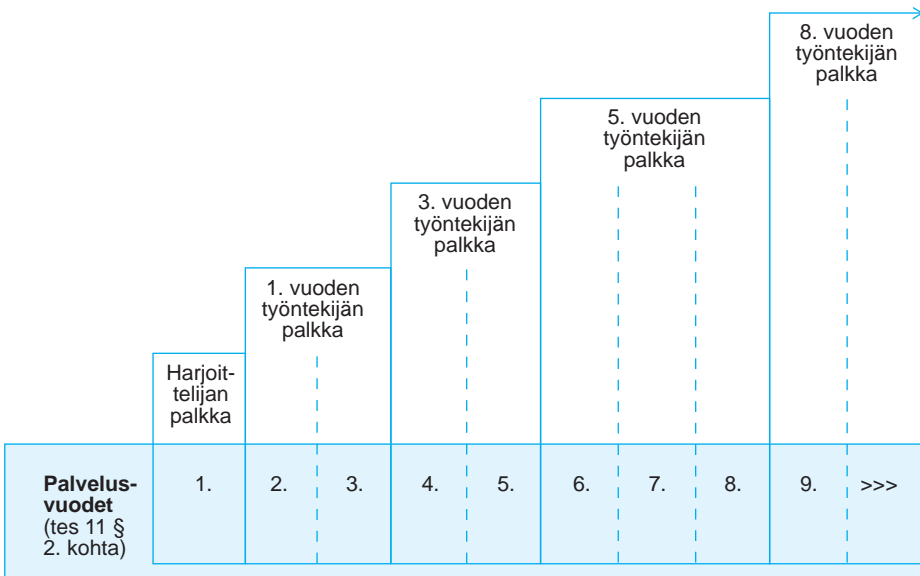 8. vuoden
työntekijän
palkka
5. vuoden
työntekijän
palkka
3. vuoden
työntekijän
palkka
1. vuoden
työntekijän
palkka
Harjoit-
telijan
palkka
Palvelus-
vuodet
(tes 11 §
2. kohta)
1. 2. 3. 4. 5. 6. 7. 8. 9. >>>